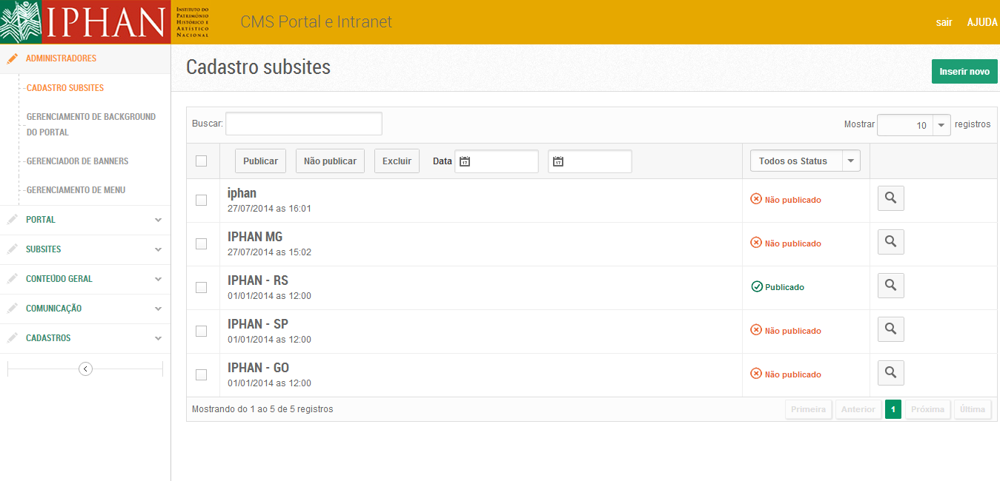 IPHAN
INSTITUTO DO
PATRIMÔNIO
HISTÓRICO E
ARTÍSTICO
NACIONAL
CMS Portal e Intranet
sair
AJUDA
ADMINISTRADORES
CADASTRO SUBSITES
GERENCIAMENTO DE BACKGROUND
DO PORTAL
GERENCIADOR DE BANNERS
GERENCIAMENTO DE MENU
PORTAL
SUBSITES
CONTEÚDO GERAL
COMUNICAÇÃO
CADASTROS
Cadastro subsites
Inserir novo
Buscar:
Mostrar 10 registros
Publicar Não publicar Excluir Data 17 17 Todos os Status
iphan
27/07/2014 as 16:01
Não publicado
IPHAN MG
27/07/2014 as 15:02
Não publicado
IPHAN - RS
01/01/2014 as 12:00
Publicado
IPHAN - SP
01/01/2014 as 12:00
Não publicado
IPHAN - GO
01/01/2014 as 12:00
Não publicado
Mostrando do 1 ao 5 de 5 registros
Primeira Anterior 1 Próxima Última